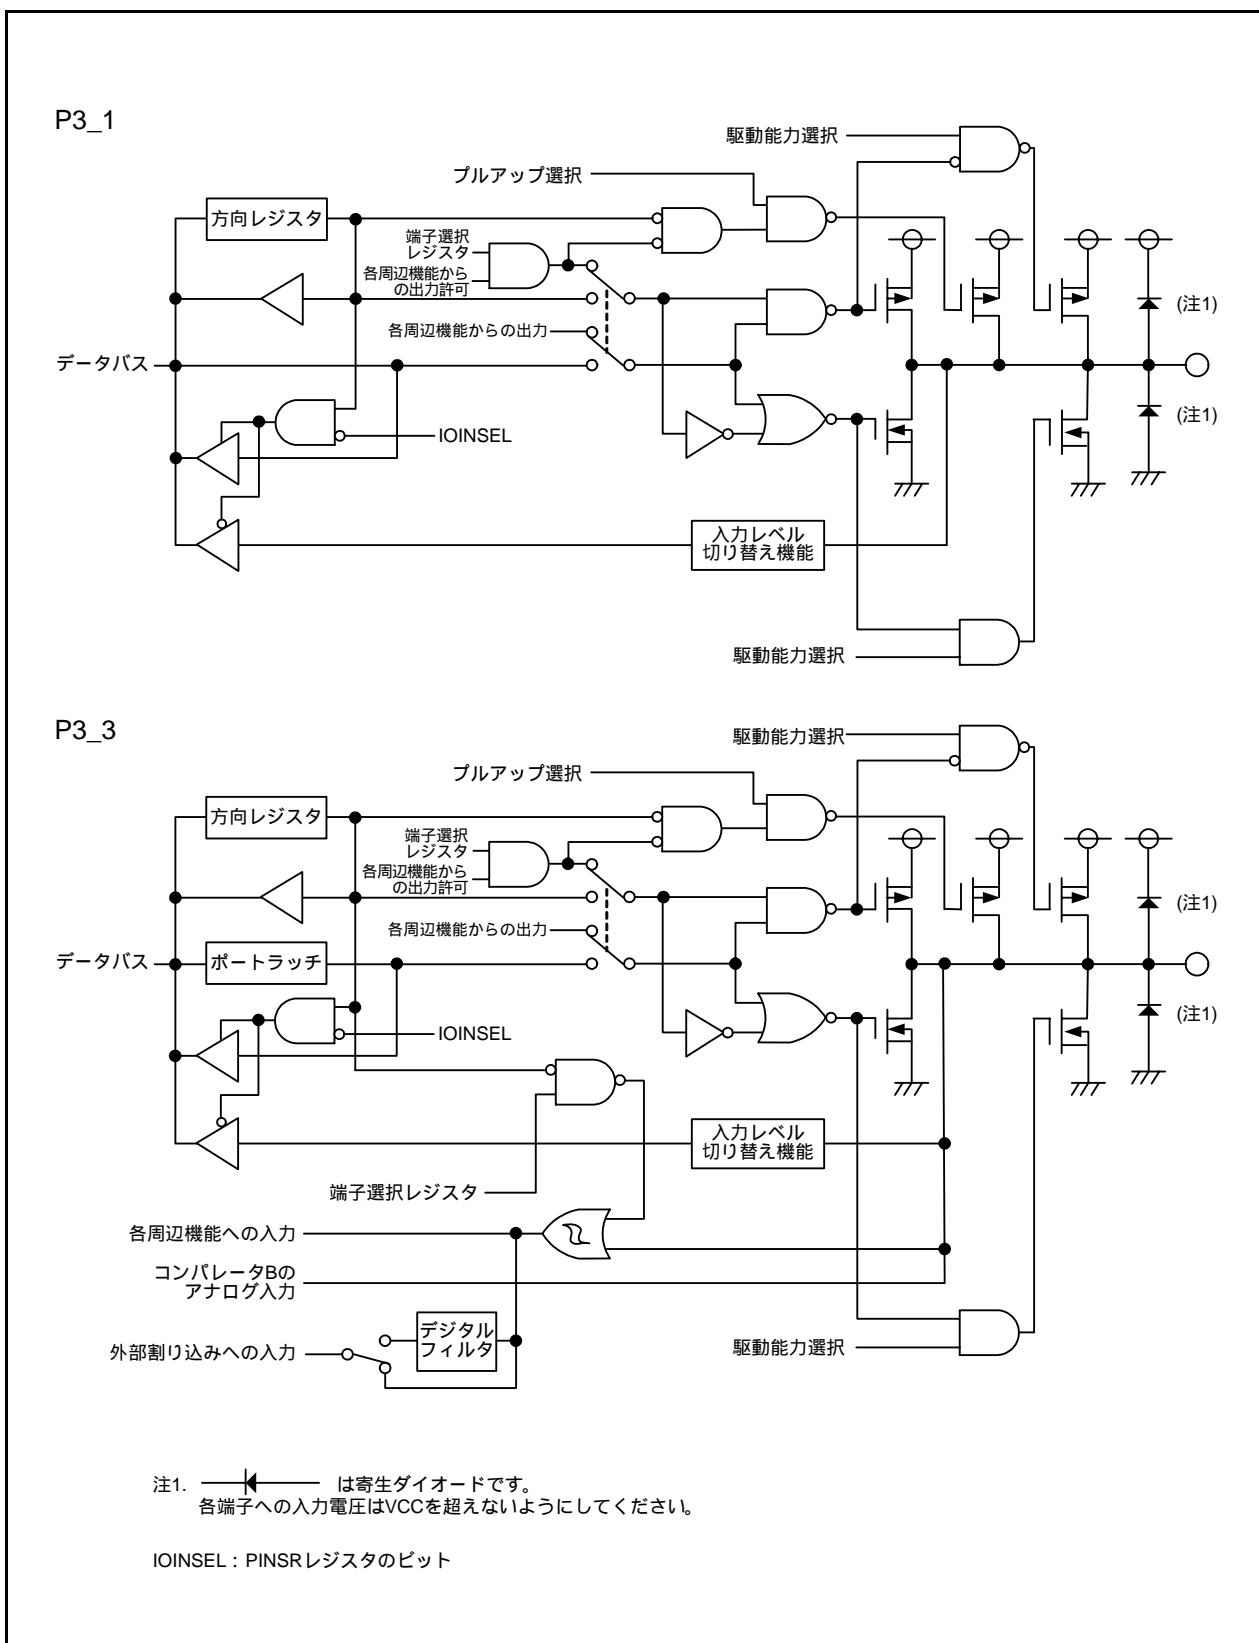 P3_1
駆動能力選択
プルアップ選択
方向レジスタ
端子選択
レジスタ
各周辺機能から
の出力許可
(注1)
各周辺機能からの出力
データバス
(注1)
IOINSEL
入力レベル
切り替え機能
駆動能力選択
P3_3
駆動能力選択
プルアップ選択
方向レジスタ
端子選択
レジスタ
各周辺機能から
の出力許可
(注1)
各周辺機能からの出力
データバス
ポートラッチ
(注1)
IOINSEL
入力レベル
切り替え機能
端子選択レジスタ
各周辺機能への入力
コンパレータBの
アナログ入力
デジタル
フィルタ
外部割り込みへの入力
駆動能力選択
注1. は寄生ダイオードです。
各端子への入力電圧はVCCを超えないようにしてください。
IOINSEL：PINSRレジスタのビット